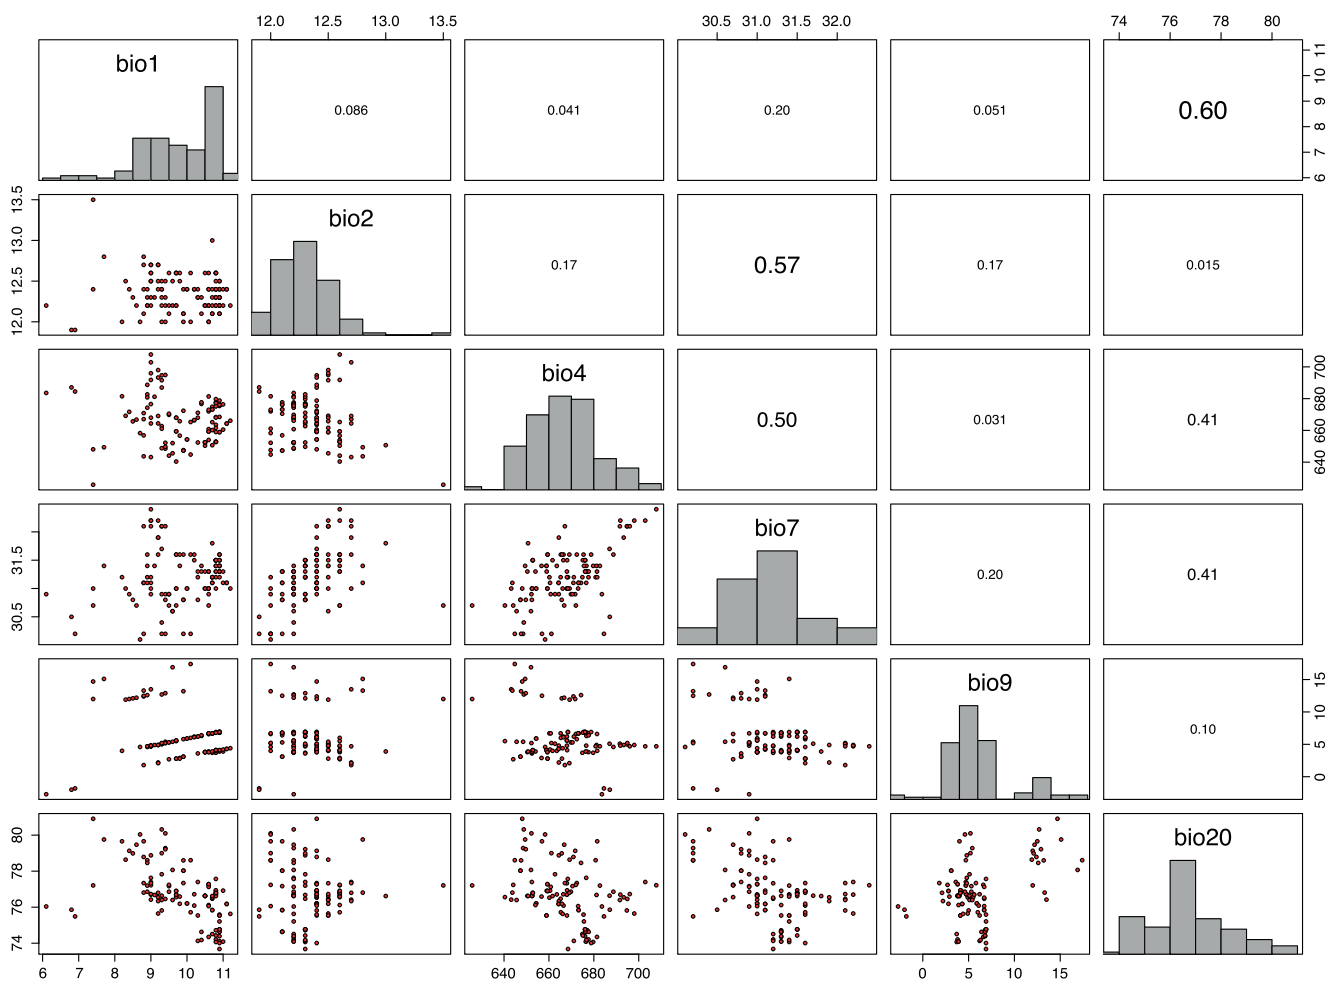 12.0 12.5 13.0 13.5 30.5 31.0 31.5 32.0 74 76 78 80
bio1 0.086 0.041 0.20 0.051 0.60
6 7 8 9 10 11
12.0 12.5 13.0 13.5
bio2 0.17 0.57 0.17 0.015
bio4 0.50 0.031 0.41
640 660 680 700
30.5 31.5
bio7 0.20 0.41
bio9 0.10
0 5 10 15
74 76 78 80
bio20
6 7 8 9 10 11 640 660 680 700 0 5 10 15